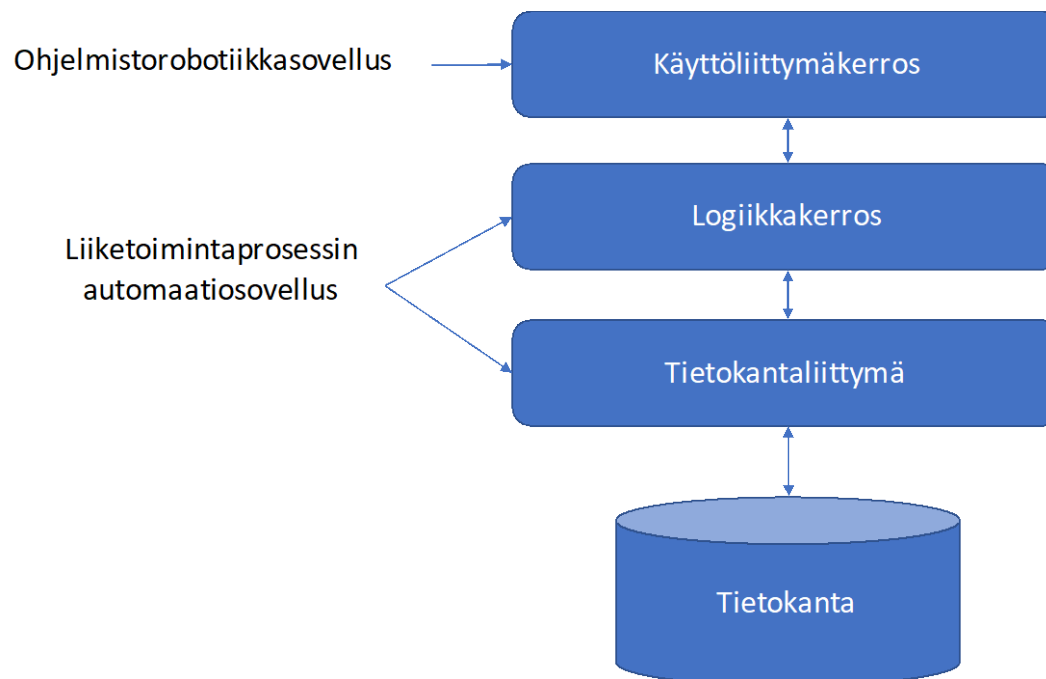 Ohjelmistorobotiikkasovellus
Käyttöliittymäkerros
Logiikkakerros
Liiketoimintaprosessin
automaatiosovellus
Tietokantaliittymä
Tietokanta